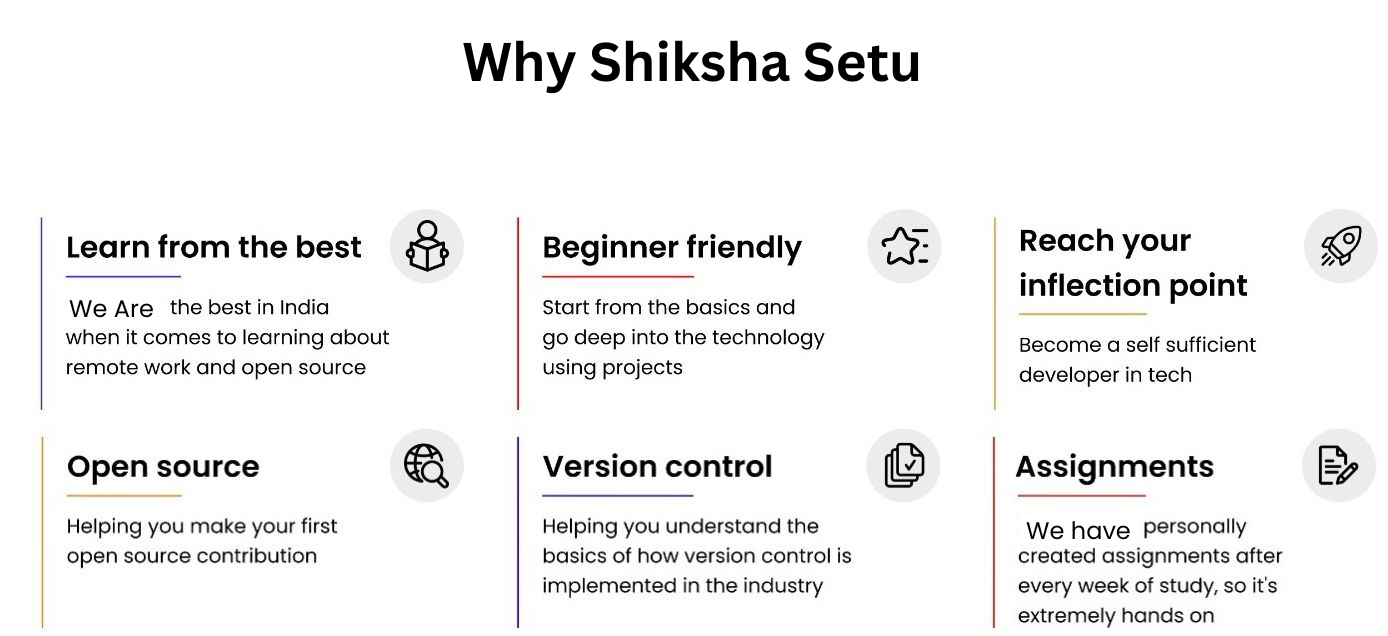 Why Shiksha Setu
Learn from the best
We Are the best in India
when it comes to learning about
remote work and open source
Beginner friendly
Start from the basics and
go deep into the technology
using projects
Reach your
inflection point
Become a self sufficient
developer in tech
Open source
Helping you make your first
open source contribution
Version control
Helping you understand the
basics of how version control is
implemented in the industry
Assignments
We have personally
created assignments after
every week of study, so it's
extremely hands on